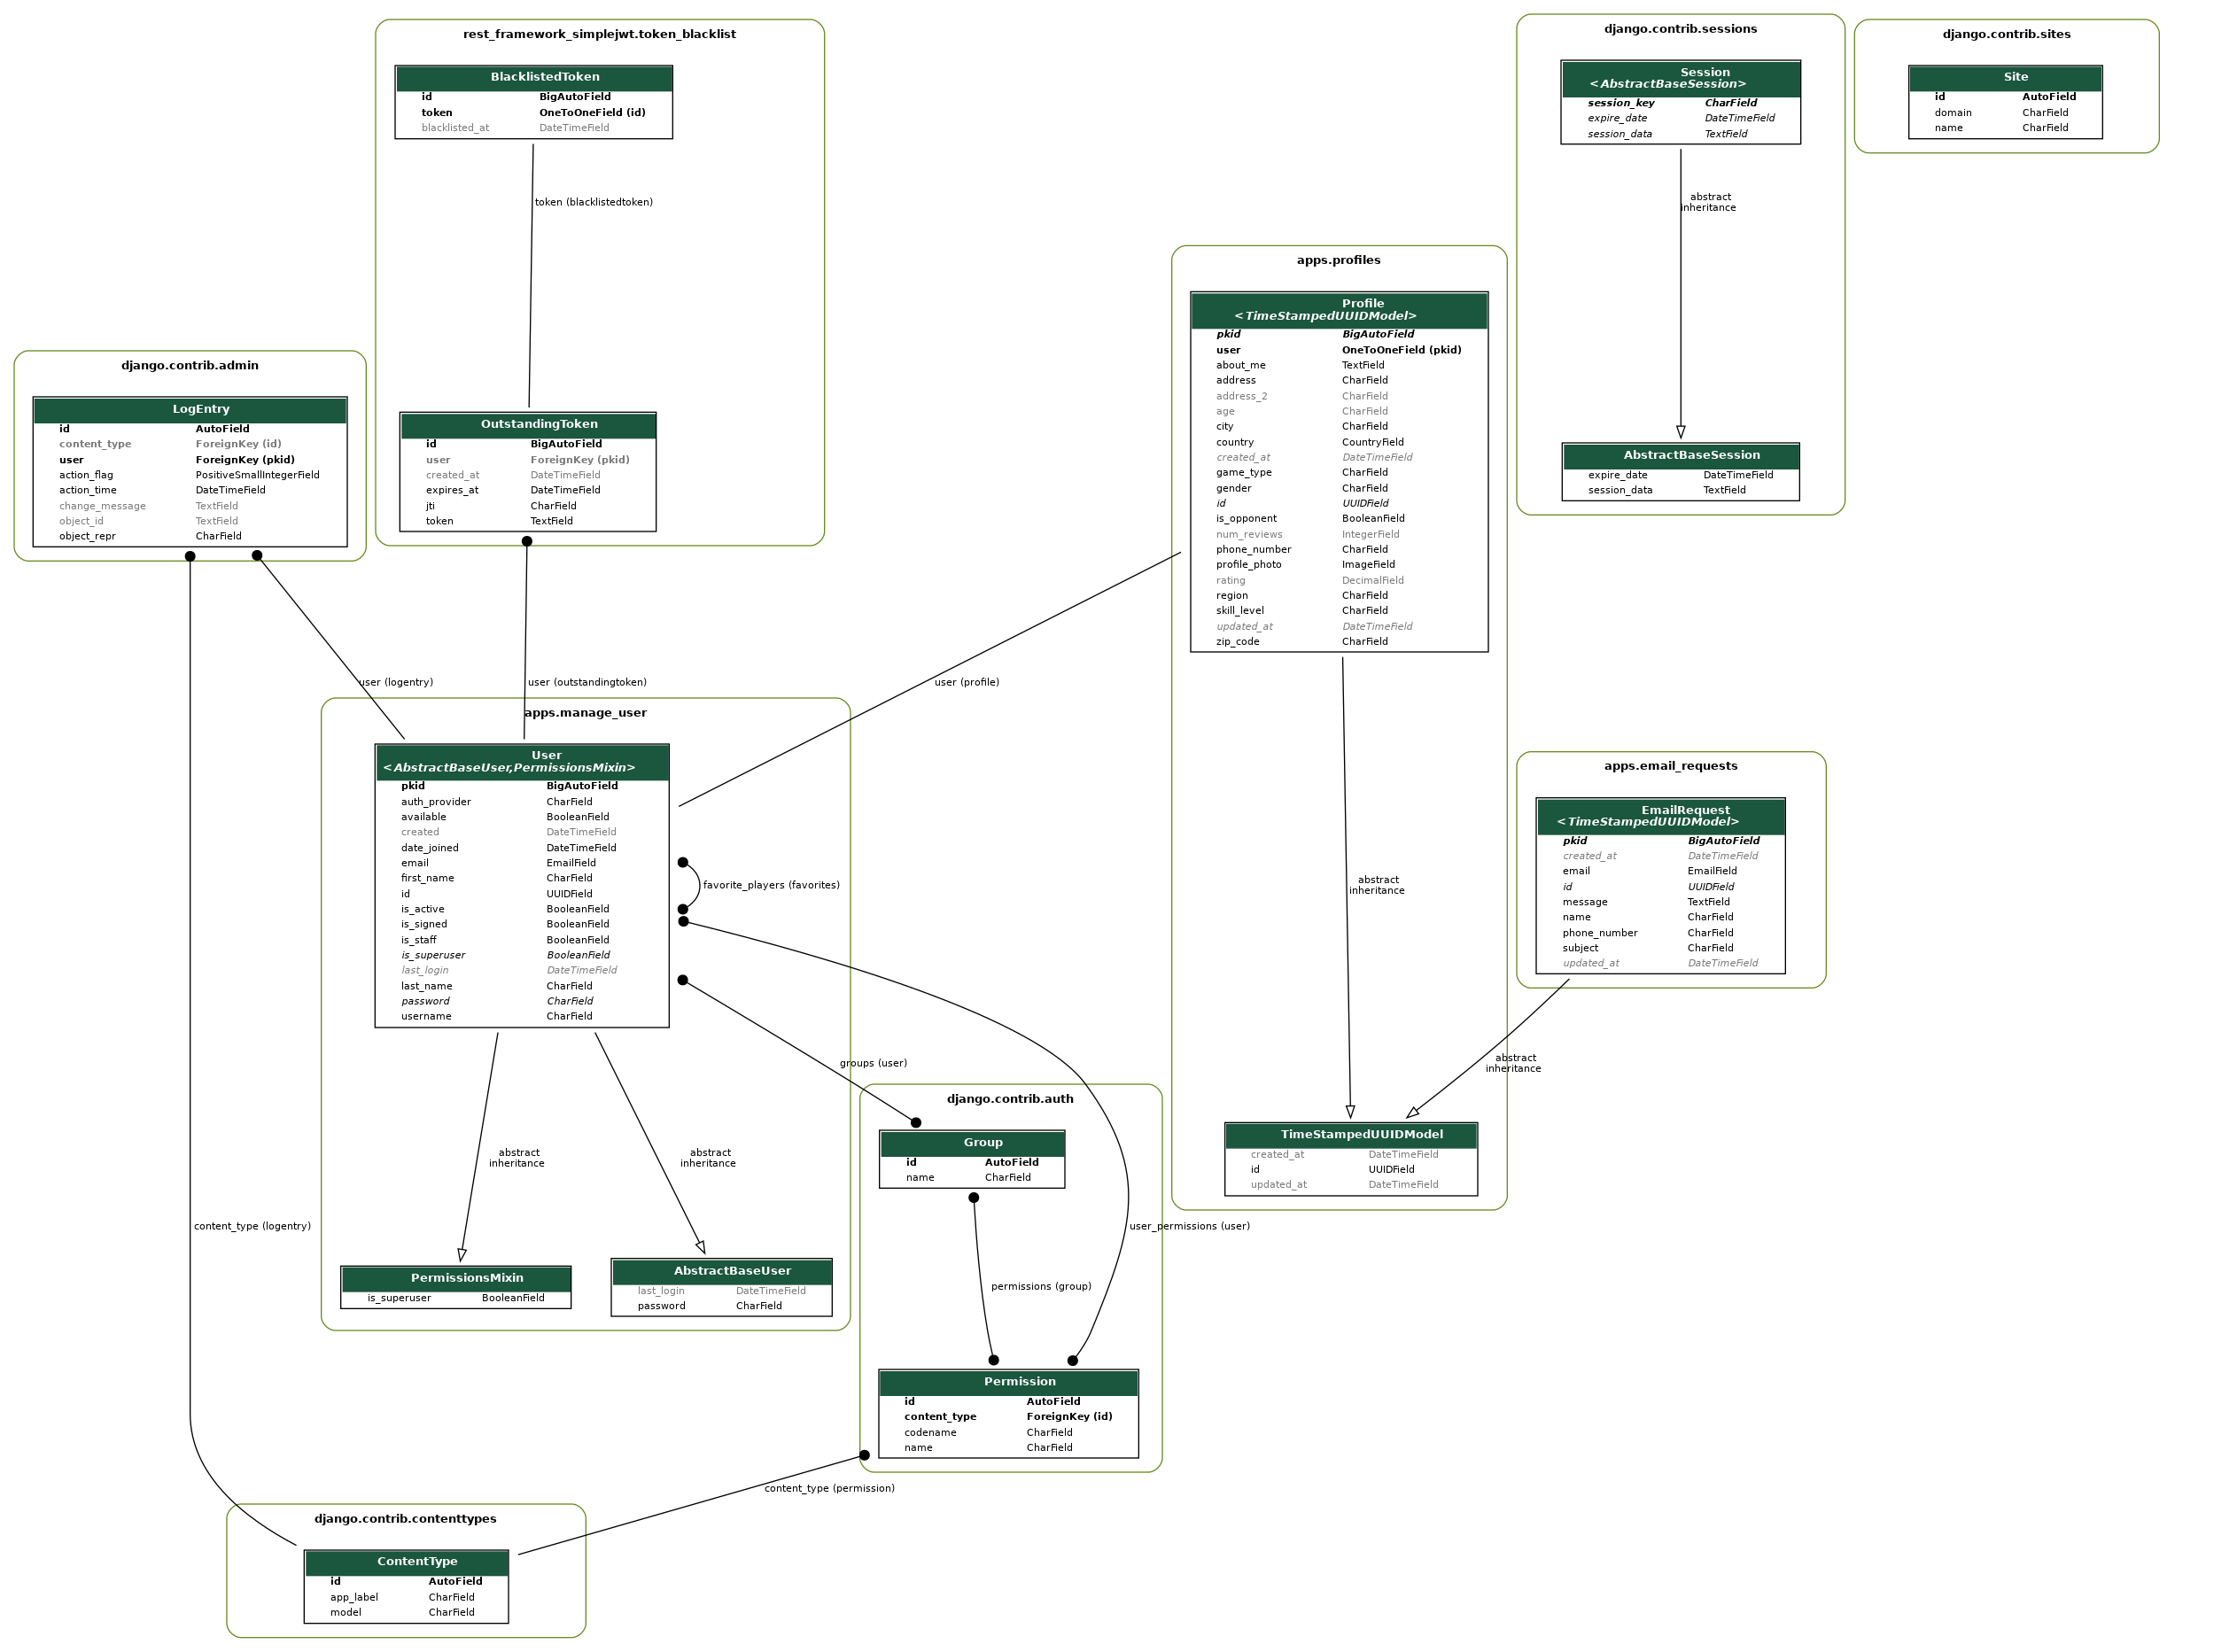 rest_framework_simplejwt.token_blacklist
BlacklistedToken
id BigAutoField
token OneToOneField (id)
blacklisted_at DateTimeField
token (blacklistedtoken)
OutstandingToken
id BigAutoField
user ForeignKey (pkid)
created_at DateTimeField
expires_at DateTimeField
jti CharField
token TextField
user (outstandingtoken)
django.contrib.sessions
Session
<AbstractBaseSession>
session_key CharField
expire_date DateTimeField
session_data TextField
abstract
inheritance
AbstractBaseSession
expire_date DateTimeField
session_data TextField
django.contrib.sites
Site
id AutoField
domain CharField
name CharField
django.contrib.admin
LogEntry
id AutoField
content_type ForeignKey (id)
user ForeignKey (pkid)
action_flag PositiveSmallIntegerField
action_time DateTimeField
change_message TextField
object_id TextField
object_repr CharField
user (logentry)
content_type (logentry)
apps.profiles
Profile
<TimeStampedUUIDModel>
pkid BigAutoField
user OneToOneField (pkid)
about_me TextField
address CharField
address_2 CharField
age CharField
city CharField
country CountryField
created_at DateTimeField
game_type CharField
gender CharField
id UUIDField
is_opponent BooleanField
num_reviews IntegerField
phone_number CharField
profile_photo ImageField
rating DecimalField
region CharField
skill_level CharField
updated_at DateTimeField
zip_code CharField
user (profile)
abstract
inheritance
TimeStampedUUIDModel
created_at DateTimeField
id UUIDField
updated_at DateTimeField
apps.email_requests
EmailRequest
<TimeStampedUUIDModel>
pkid BigAutoField
created_at DateTimeField
email EmailField
id UUIDField
message TextField
name CharField
phone_number CharField
subject CharField
updated_at DateTimeField
abstract
inheritance
apps.manage_user
User
<AbstractBaseUser,PermissionsMixin>
pkid BigAutoField
auth_provider CharField
available BooleanField
created DateTimeField
date_joined DateTimeField
email EmailField
first_name CharField
id UUIDField
is_active BooleanField
is_signed BooleanField
is_staff BooleanField
is_superuser BooleanField
last_login DateTimeField
last_name CharField
password CharField
username CharField
favorite_players (favorites)
groups (user)
user_permissions (user)
abstract
inheritance
abstract
inheritance
PermissionsMixin
is_superuser BooleanField
AbstractBaseUser
last_login DateTimeField
password CharField
django.contrib.auth
Group
id AutoField
name CharField
permissions (group)
Permission
id AutoField
content_type ForeignKey (id)
codename CharField
name CharField
content_type (permission)
django.contrib.contenttypes
ContentType
id AutoField
app_label CharField
model CharField